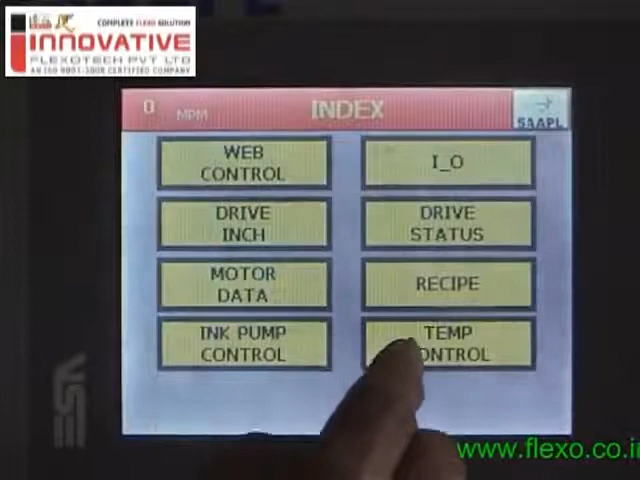 COMPLETE FLEXO SOLUTION
INNOVATIVE
FLEXOTECH PVT LTD
AN ISO 9001-2008 CERTIFIED COMPANY
0 MPM INDEX
SAAPL
WEB CONTROL
I_O
DRIVE INCH
DRIVE STATUS
MOTOR DATA
RECIPE
INK PUMP CONTROL
TEMP
ONTROL
www.flexo.co.in